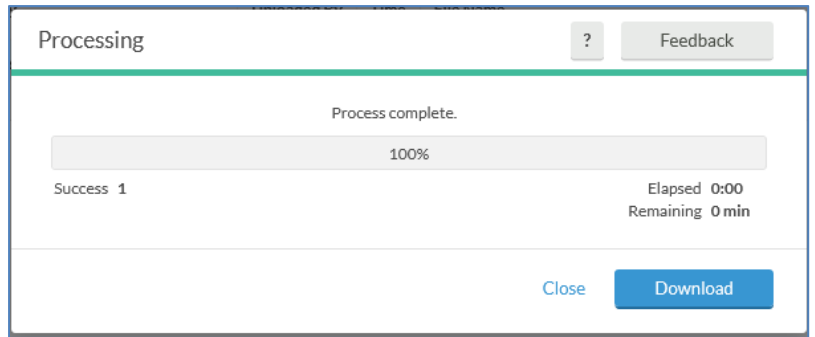 Processing
?
Feedback
Process complete.
100%
Success 1
Elapsed 0:00
Remaining 0 min
Close
Download